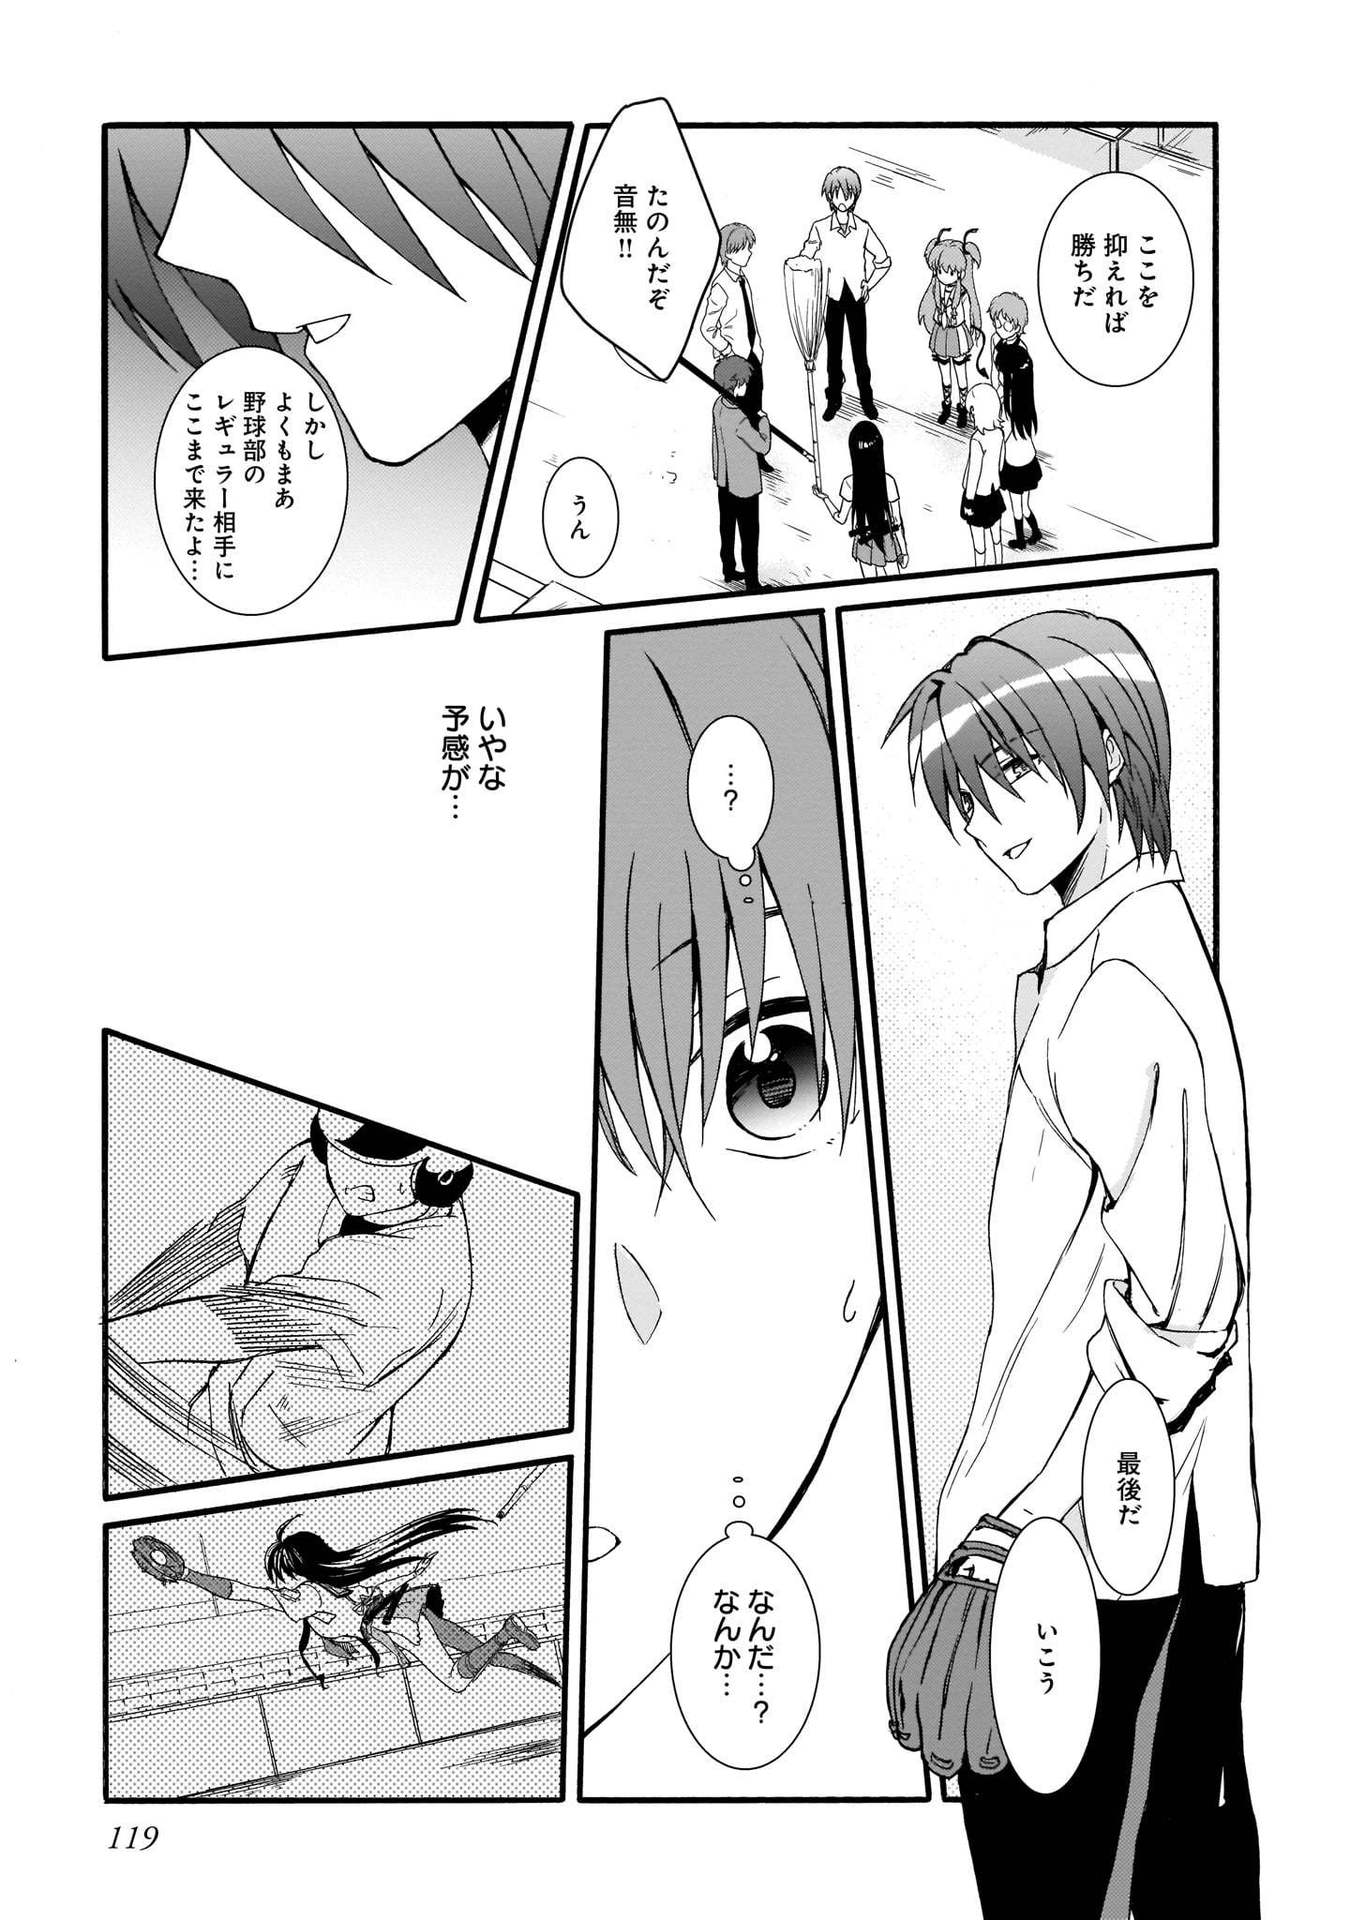 ここを
抑えれば
勝ちだ
たのんだぞ
音無!!
うん
しかし
よくもまあ
野球部の
レギュラー相手に
ここまで来たよ…
最後だ
いこう
…?
なんだ…?
なんか…
いやな
予感が…
119